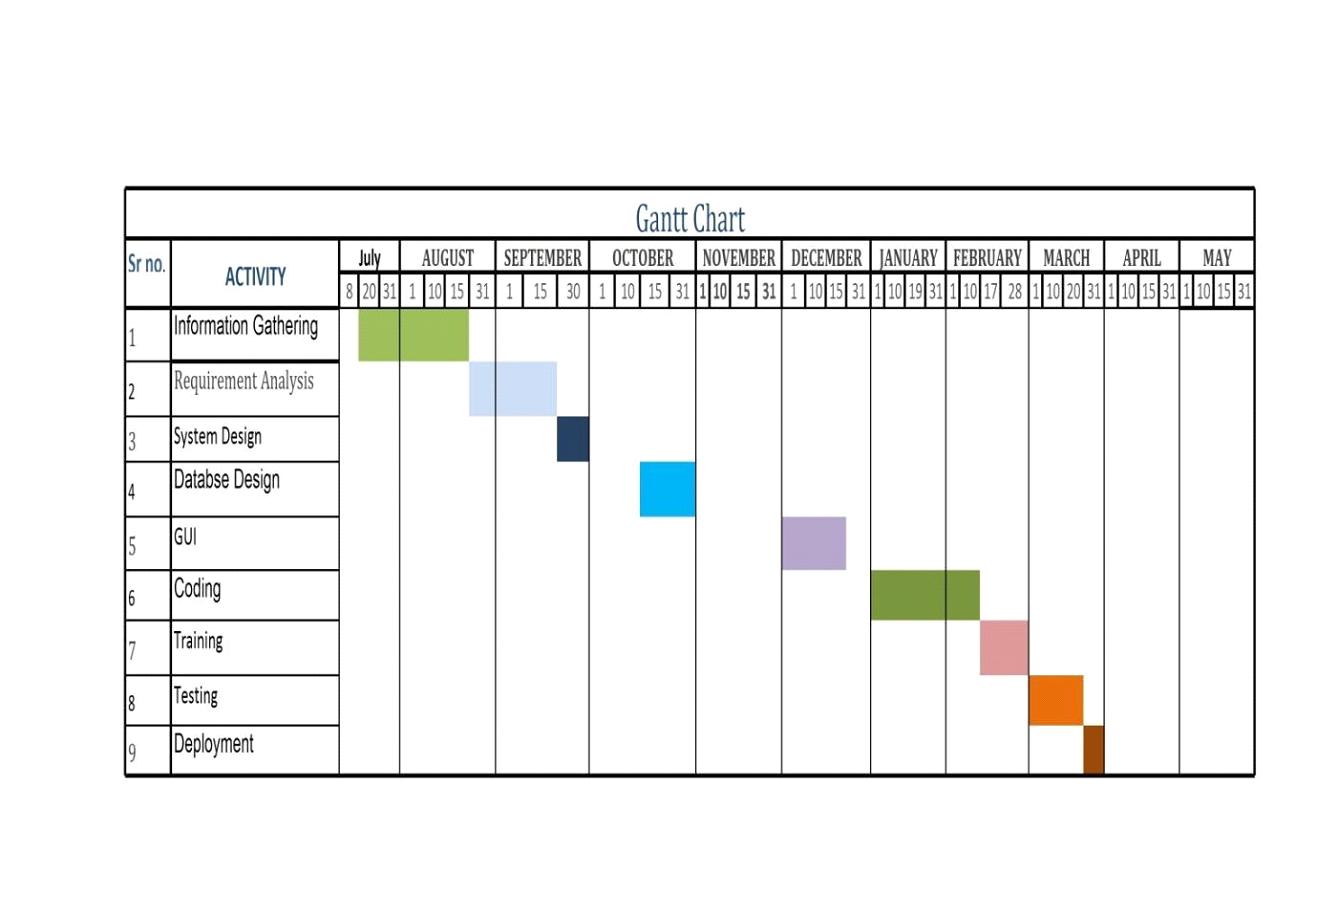 Gantt Chart
Sr no. ACTIVITY July AUGUST SEPTEMBER OCTOBER NOVEMBER DECEMBER JANUARY FEBRUARY MARCH APRIL MAY
8 20 31 1 10 15 31 1 15 30 1 10 15 31 1 10 15 31 1 10 15 31 1 10 19 31 1 10 17 28 1 10 20 31 1 10 15 31 1 10 15 31
1 Information Gathering
2 Requirement Analysis
3 System Design
4 Databse Design
5 GUI
6 Coding
7 Training
8 Testing
9 Deployment